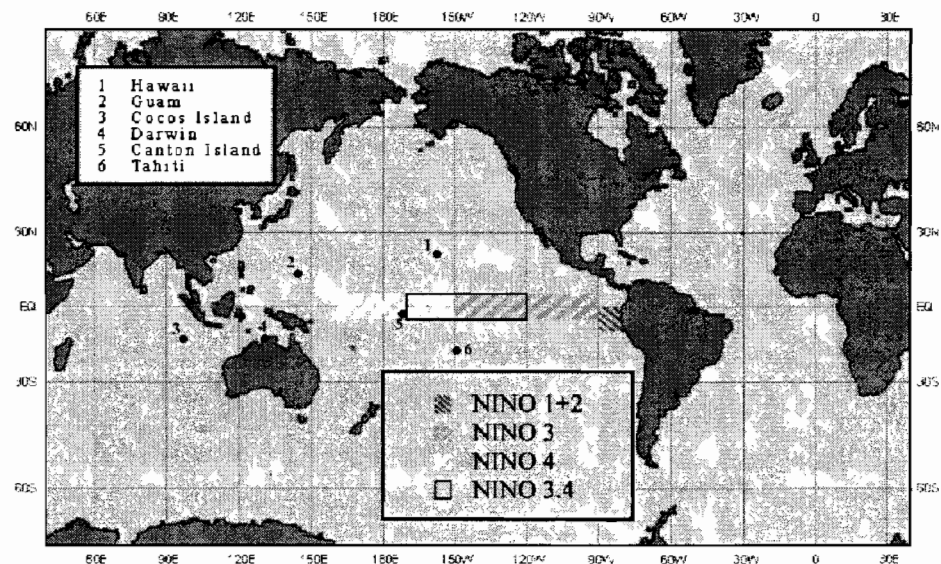 60E 90E 120E 150E 180E 150W 120W 90W 60W 30W 0 30E
1 Hawaii
2 Guam
3 Cocos Island
4 Darwin
5 Canton Island
6 Tahiti
60N 60N
30N 30N
1
2
EQ EQ
5
3 4
6
30S 30S
NINO 1+2
NINO 3
NINO 4
NINO 3.4
60S 60S
60E 90E 120E 150E 180E 150W 120W 90W 60W 30W 0 30E